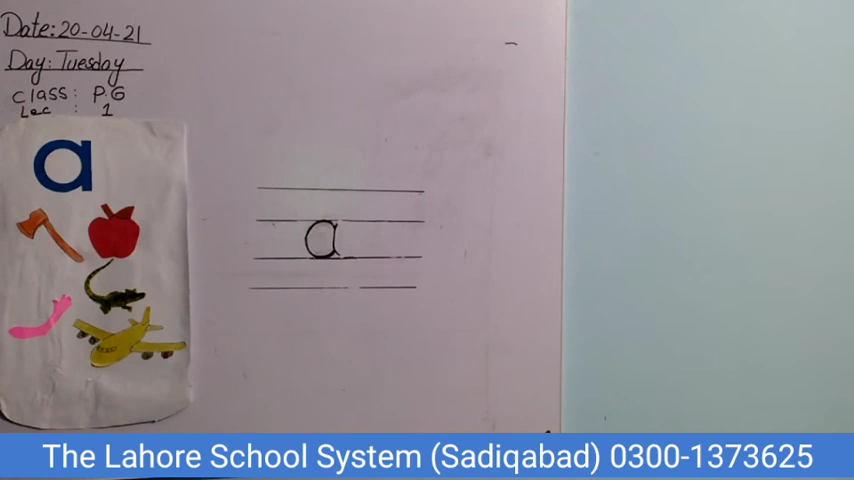 Date: 20-04-21
Day: Tuesday
Class: P.G
Lec : 1
a
a
The Lahore School System (Sadiqabad) 0300-1373625